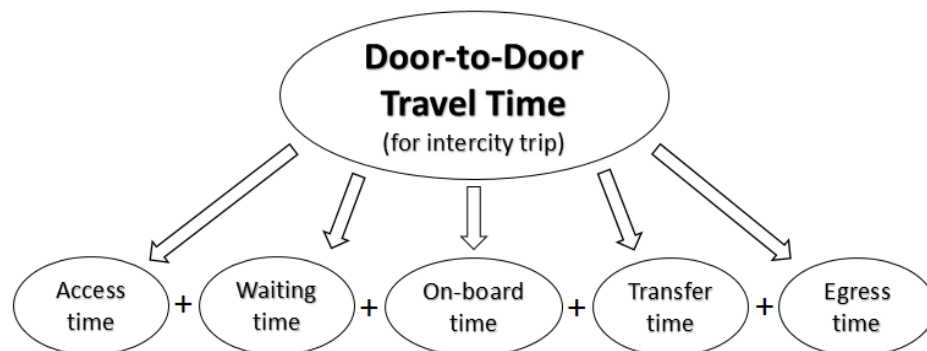 Door-to-Door
Travel Time
(for intercity trip)
Access
time
+
Waiting
time
+
On-board
time
+
Transfer
time
+
Egress
time